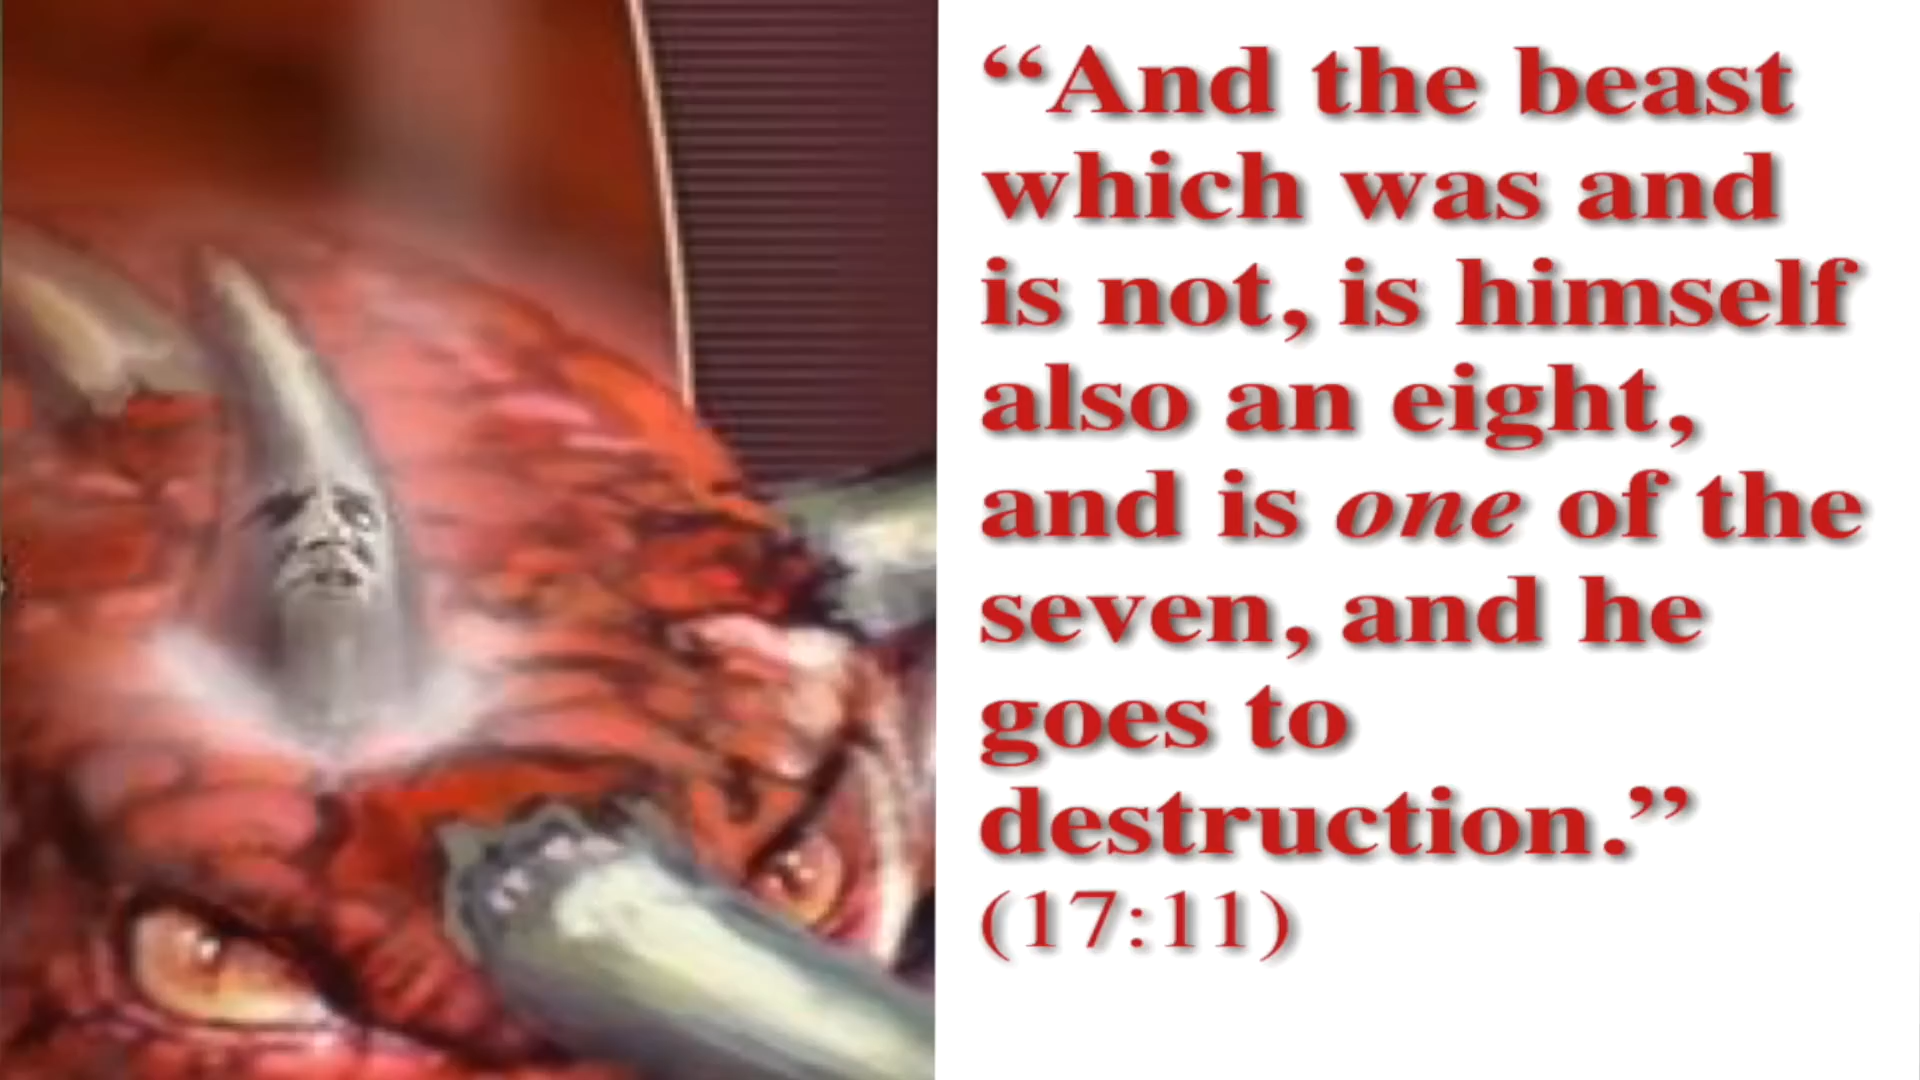 “And the beast
which was and
is not, is himself
also an eight,
and is one of the
seven, and he
goes to
destruction.”
(17:11)